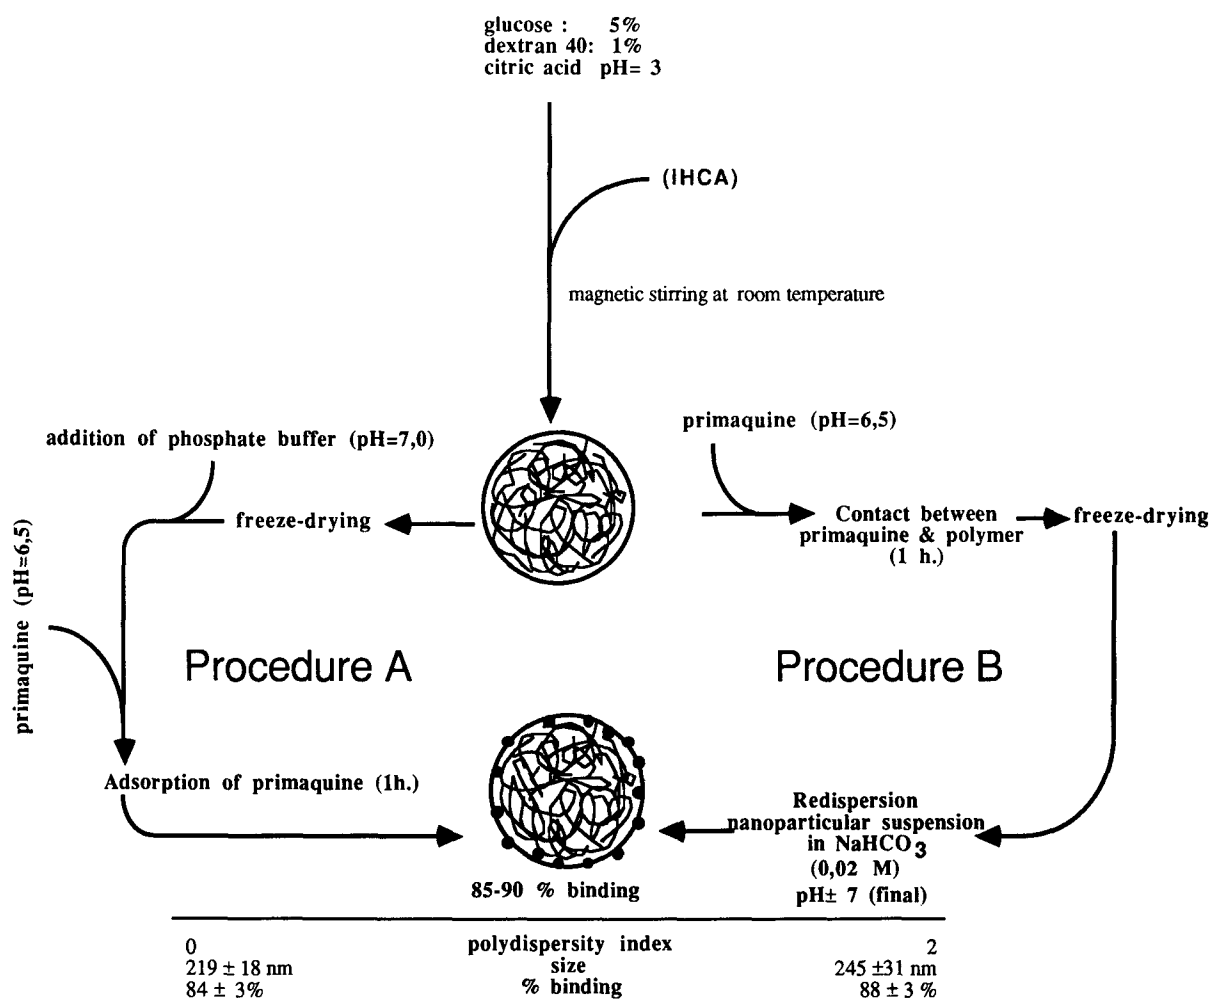 glucose : 5%
dextran 40: 1%
citric acid pH= 3
(IHCA)
magnetic stirring at room temperature
addition of phosphate buffer (pH=7,0)
freeze-drying
primaquine (pH=6,5)
Procedure A
Adsorption of primaquine (1h.)
primaquine (pH=6,5)
Contact between
primaquine & polymer
(1 h.)
freeze-drying
Procedure B
Redispersion
nanoparticular suspension
in NaHCO3
(0,02 M)
pH± 7 (final)
85-90 % binding
0 polydispersity index 2
219 ± 18 nm size 245 ±31 nm
84 ± 3% % binding 88 ± 3 %